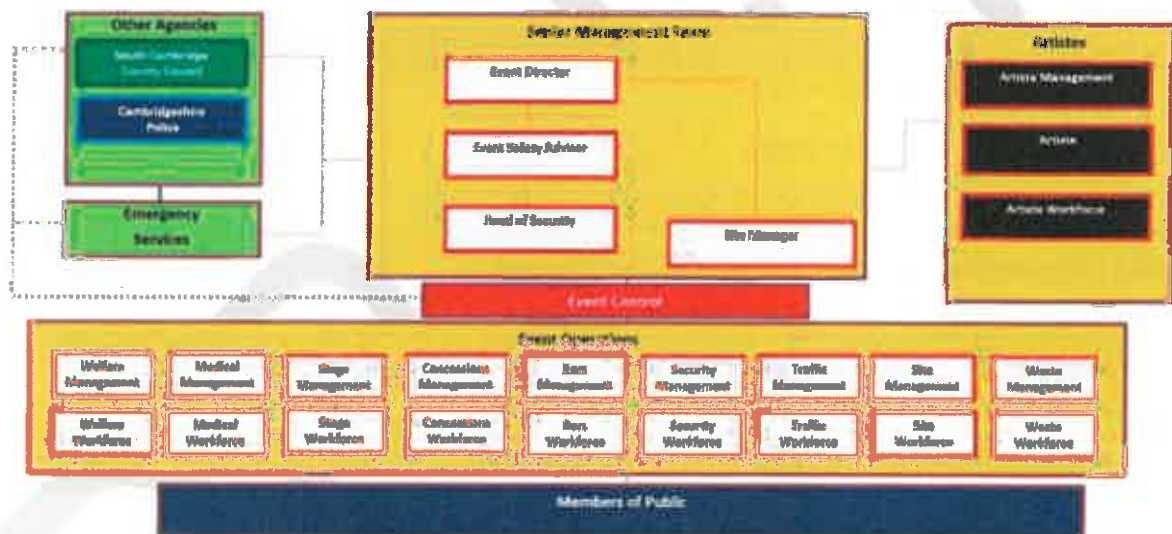 Other Agencies
South
Cambridgeshire
Police
Emergency
Services
Senior Management Team
Event Director
Event Safety Advisor
Head of Security
Site Manager
Artistes
Artiste Management
Artiste
Artiste Workforce
Event Control
Event Operations
Welfare
Management
Medical
Management
Stage
Management
Concessions
Management
Bars
Management
Security
Management
Traffic
Management
Site
Management
Waste
Management
Welfare
Workforce
Medical
Workforce
Stage
Workforce
Concessions
Workforce
Bars
Workforce
Security
Workforce
Traffic
Workforce
Site
Workforce
Waste
Workforce
Members of Public